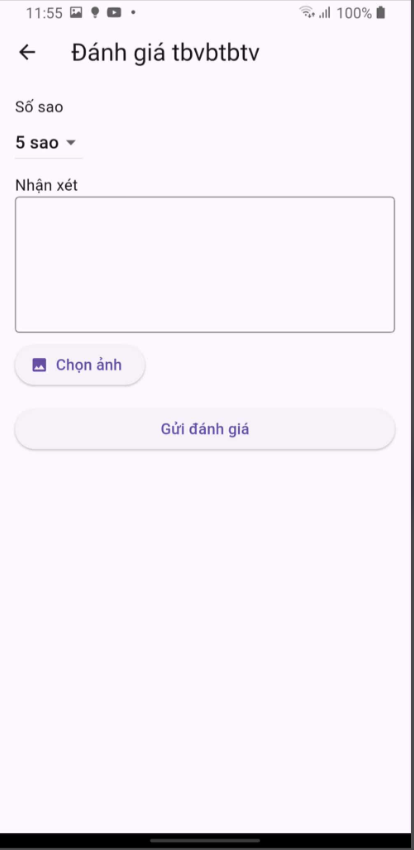 11:55
100%
Đánh giá tbvbtbtv
Số sao
5 sao
Nhận xét
Chọn ảnh
Gửi đánh giá